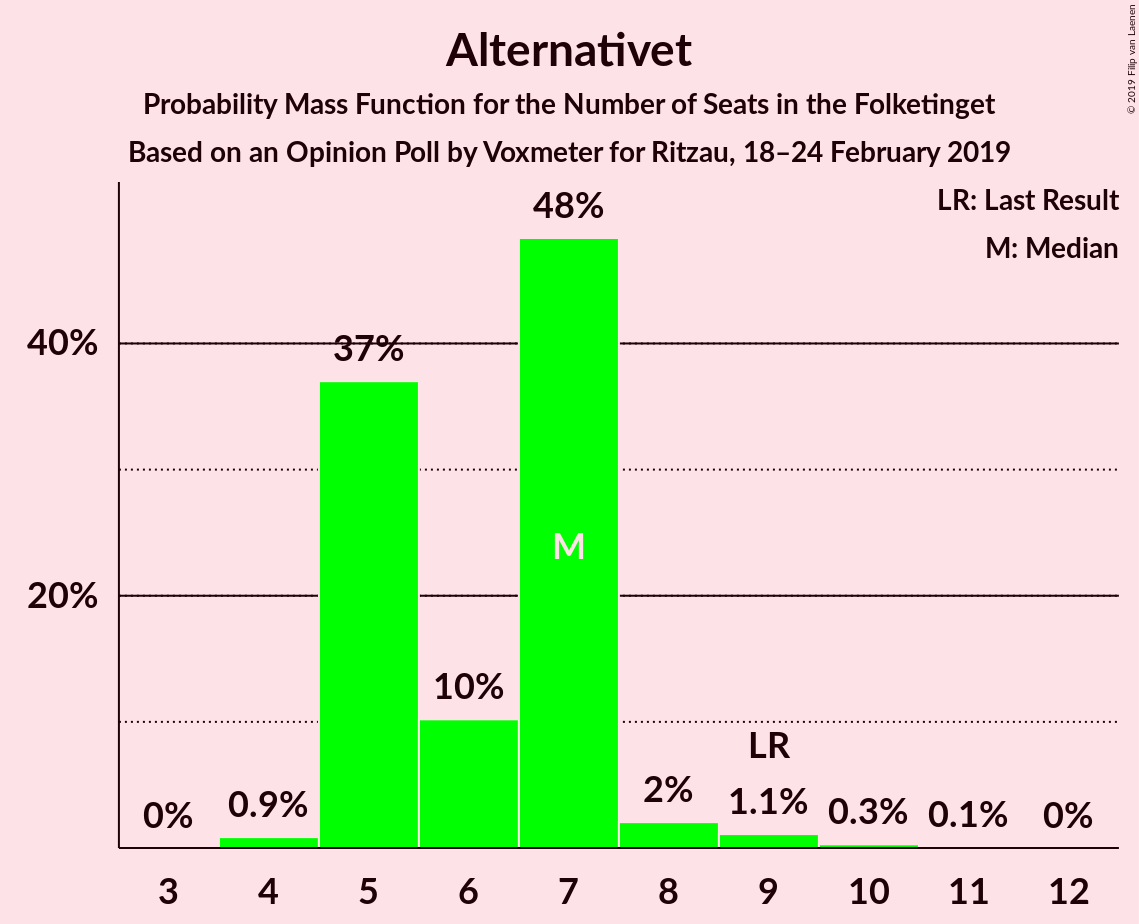 Alternativet
Probability Mass Function for the Number of Seats in the Folketinget
Based on an Opinion Poll by Voxmeter for Ritzau, 18–24 February 2019
© 2019 Filip van Laenen
LR: Last Result
M: Median
48%
40%
37%
M
20%
10%
LR
0%
0.9%
2%
1.1%
0.3%
0.1%
0%
3 4 5 6 7 8 9 10 11 12